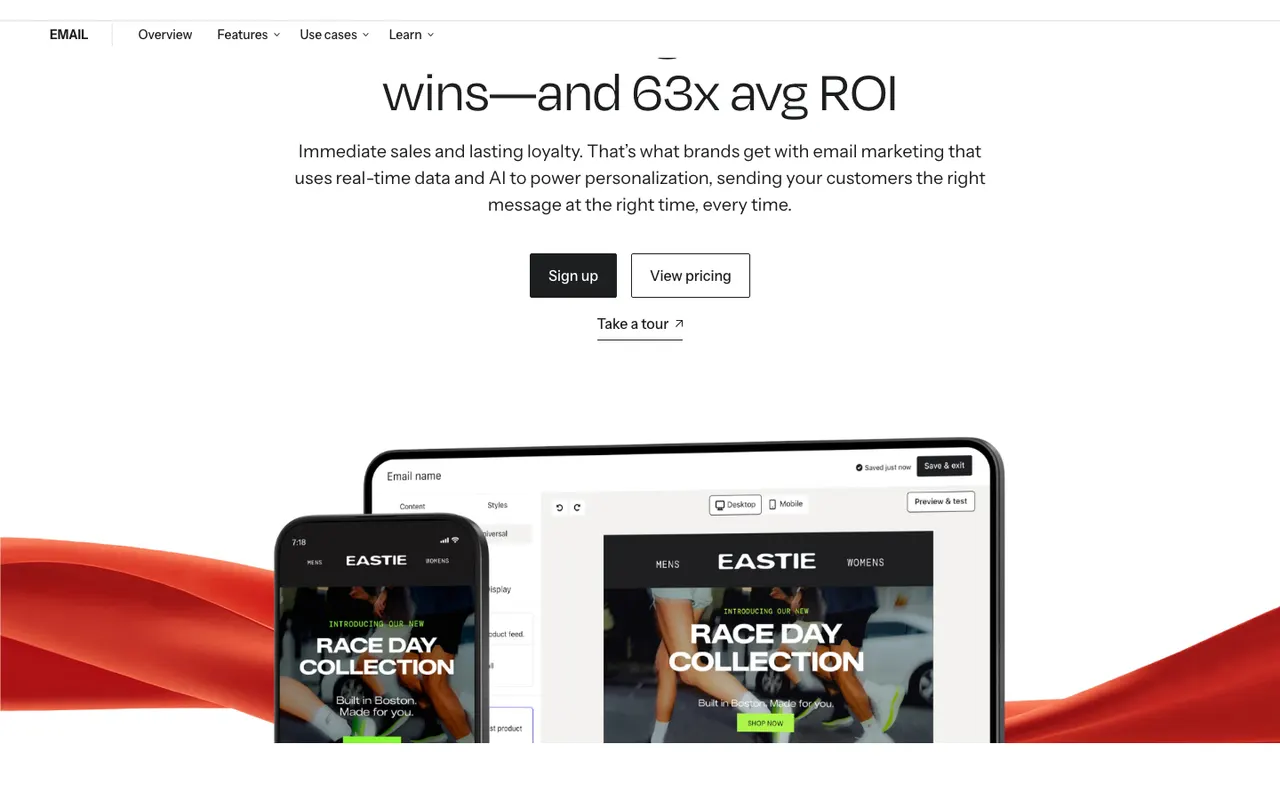 EMAIL Overview Features Use cases Learn
wins—and 63x avg ROI
Immediate sales and lasting loyalty. That’s what brands get with email marketing that
uses real-time data and AI to power personalization, sending your customers the right
message at the right time, every time.
Sign up View pricing
Take a tour
Email name Saved just now Save & exit
Content Styles Desktop Mobile Preview & test
7:18
MENS EASTIE WOMENS
INTRODUCING OUR NEW
RACE DAY
COLLECTION
Built in Boston.
Made for you.
MENS EASTIE WOMENS
INTRODUCING OUR NEW
RACE DAY
COLLECTION
Built in Boston. Made for you.
SHOP NOW
feed.
product